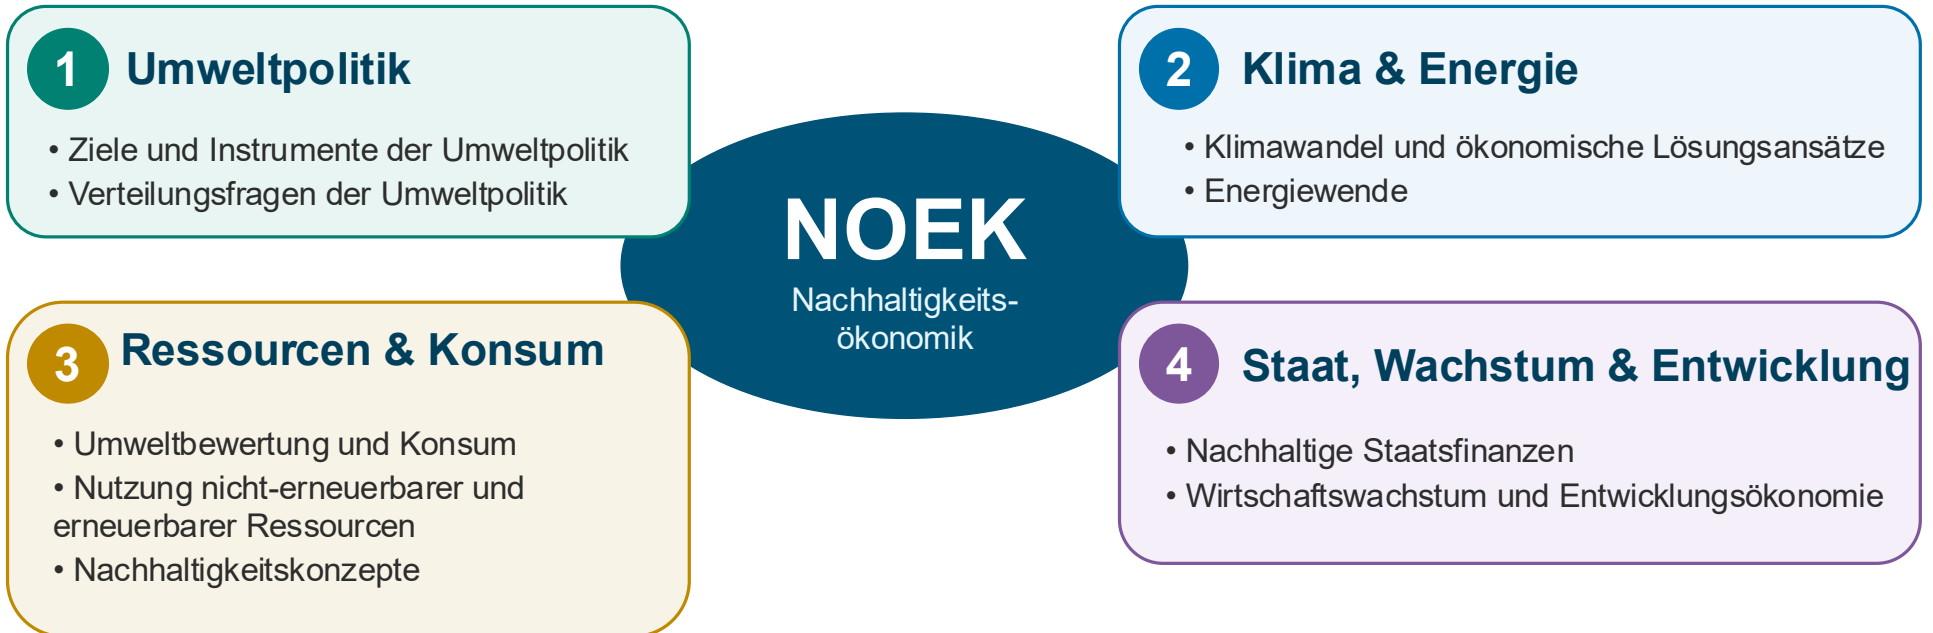 1 Umweltpolitik
• Ziele und Instrumente der Umweltpolitik
• Verteilungsfragen der Umweltpolitik
2 Klima & Energie
• Klimawandel und ökonomische Lösungsansätze
• Energiewende
NOEK
Nachhaltigkeits-
ökonomik
3 Ressourcen & Konsum
• Umweltbewertung und Konsum
• Nutzung nicht-erneuerbarer und
erneuerbarer Ressourcen
• Nachhaltigkeitskonzepte
4 Staat, Wachstum & Entwicklung
• Nachhaltige Staatsfinanzen
• Wirtschaftswachstum und Entwicklungsökonomie